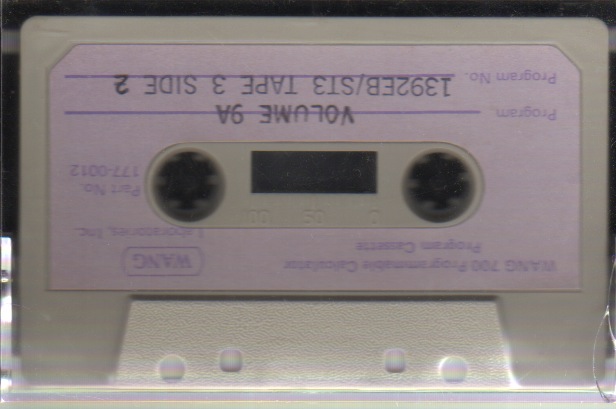 WANG 700 Programmable Calculator
Program Cassette
WANG
Laboratories, Inc.
Part No.
177-0012
0 50 100
Program VOLUME 9A
Program No 1392EB/ST3 TAPE 3 SIDE 2